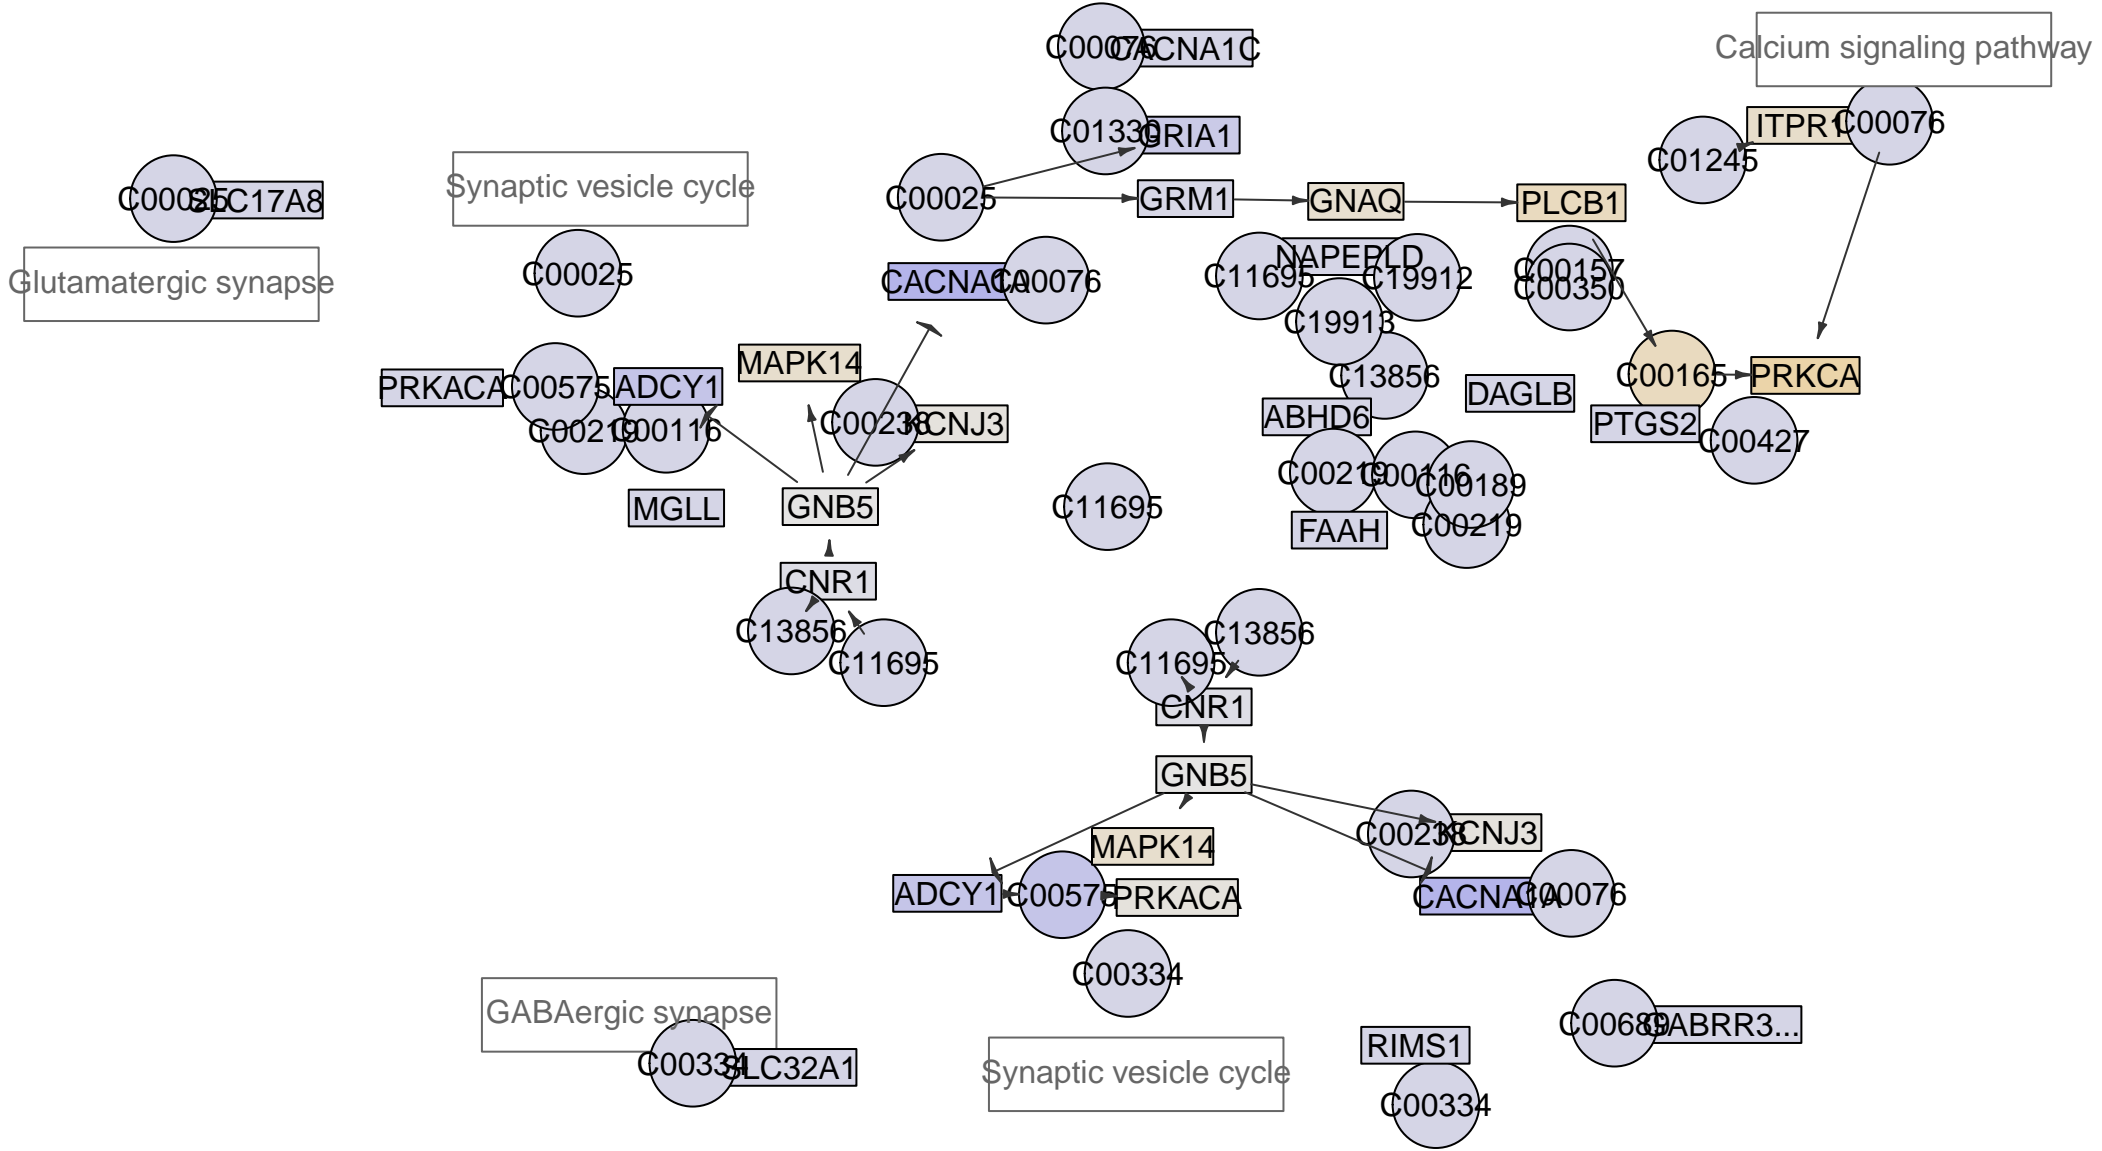 C00076
CACNA1C
Calcium signaling pathway
C01330
GRIA1
ITPR1
C00076
C01245
Synaptic vesicle cycle
C00025
SLC17A8
C00025
GRM1
GNAQ
PLCB1
Glutamatergic synapse
C00025
CACNA1A
C00076
C11695
NAPEPLD
C19912
C00157
C00350
C19913
MAPK14
PRKACA
C00575
ADCY1
C13856
DAGLB
C00165
PRKCA
C00219
C00116
C00238
KCNJ3
ABHD6
PTGS2
C00427
C00219
C00116
C00189
MGLL
GNB5
C11695
FAAH
C00219
CNR1
C13856
C11695
C11695
C13856
CNR1
GNB5
MAPK14
C00238
KCNJ3
ADCY1
C00575
PRKACA
CACNA1A
C00076
C00334
GABAergic synapse
C00334
SLC32A1
Synaptic vesicle cycle
RIMS1
C00689
GABRR3...
C00334